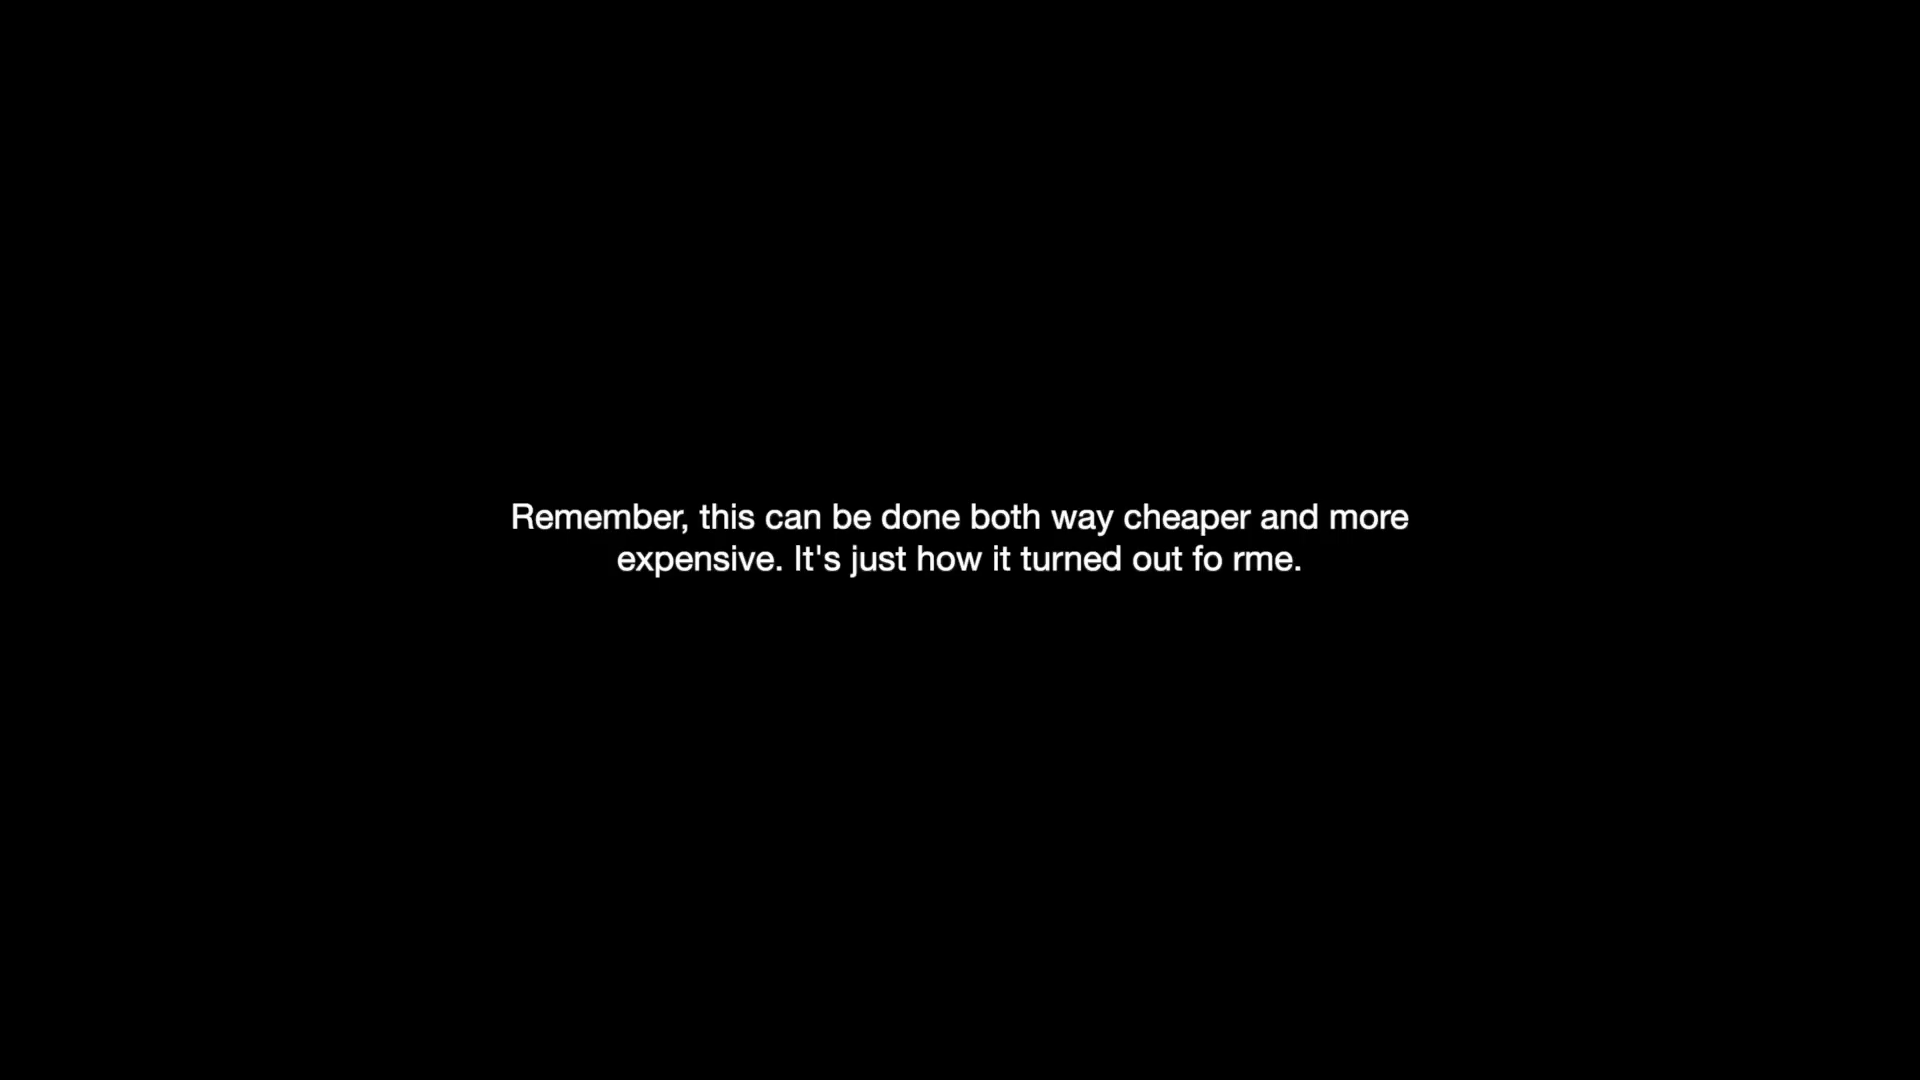 Remember, this can be done both way cheaper and more
expensive. It's just how it turned out fo rme.